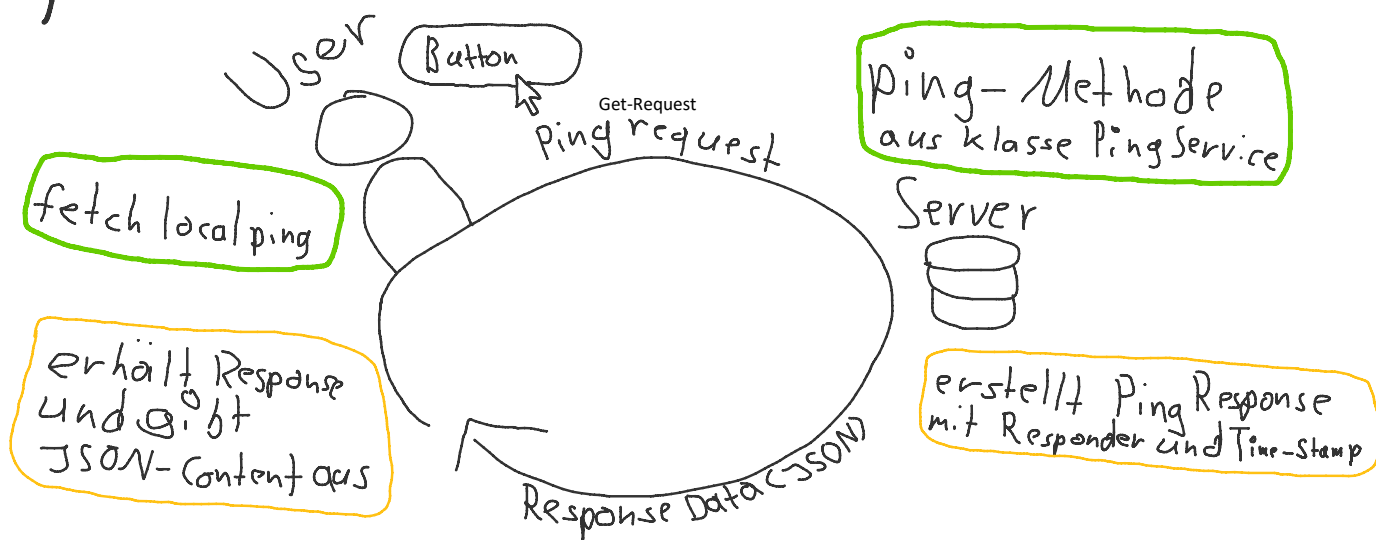 User
Button
Get-Request
Ping request
Ping-Methode
aus Klasse PingService
fetch localping
Server
erhält Response
und gibt
JSON-Content aus
erstellt PingResponse
mit Responder und Time-Stamp
Response Data (JSON)